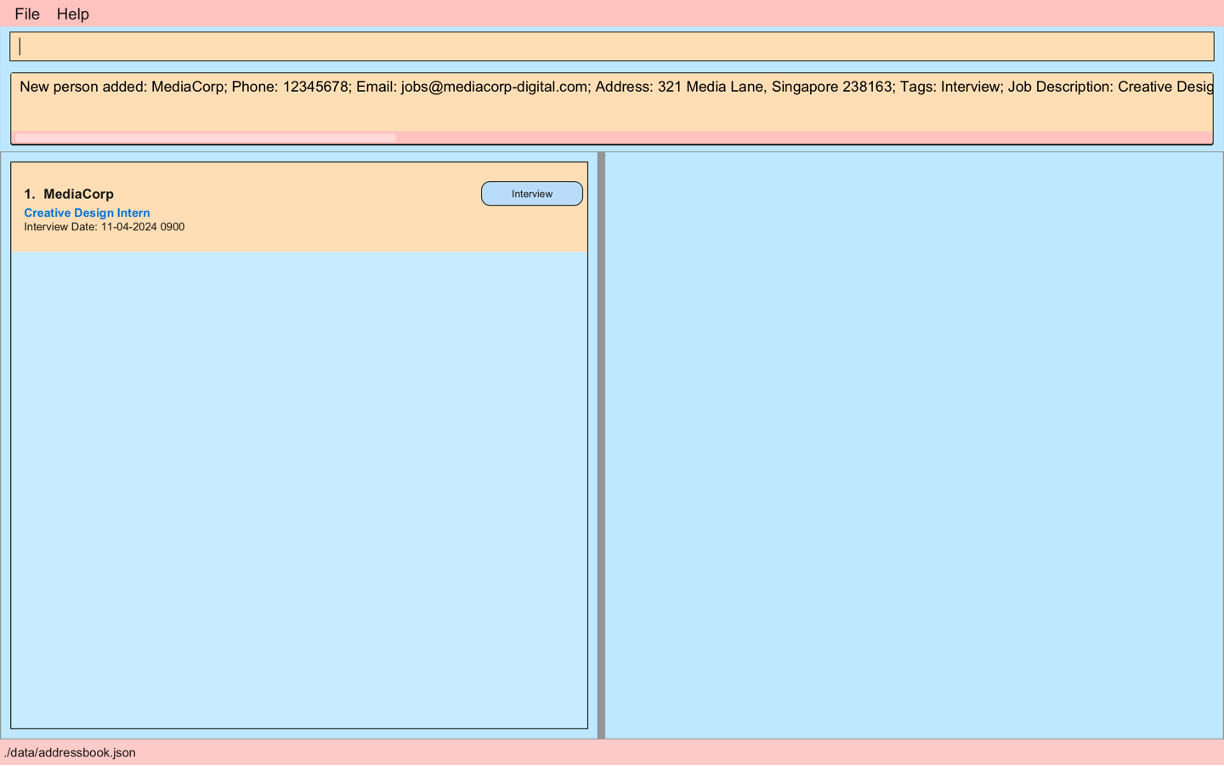 File Help
New person added: MediaCorp; Phone: 12345678; Email: jobs@mediacorp-digital.com; Address: 321 Media Lane, Singapore 238163; Tags: Interview; Job Description: Creative Desig
1. MediaCorp Interview
Creative Design Intern
Interview Date: 11-04-2024 0900
./data/addressbook.json